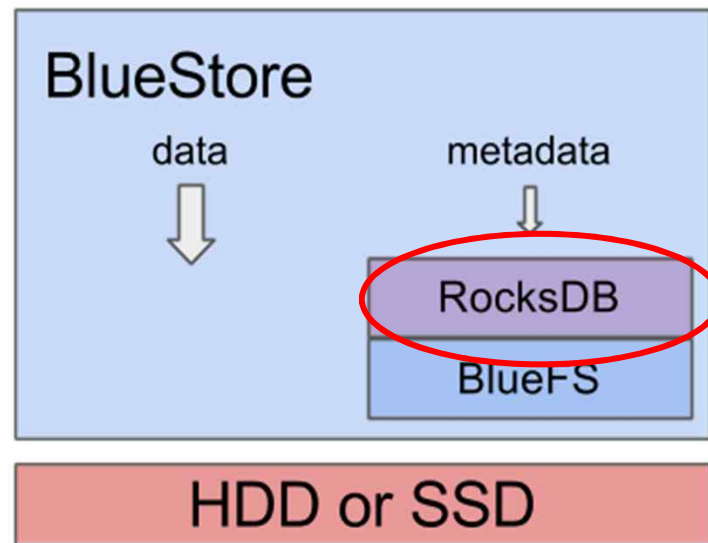 BlueStore
data
metadata
RocksDB
BlueFS
HDD or SSD